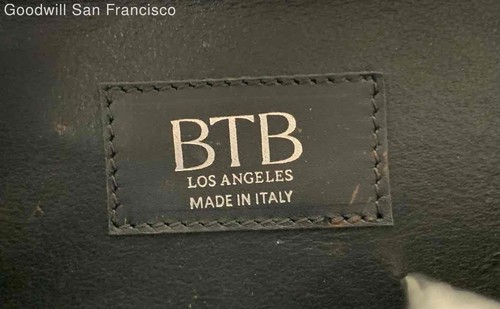 Goodwill San Francisco
BTB
LOS ANGELES
MADE IN ITALY